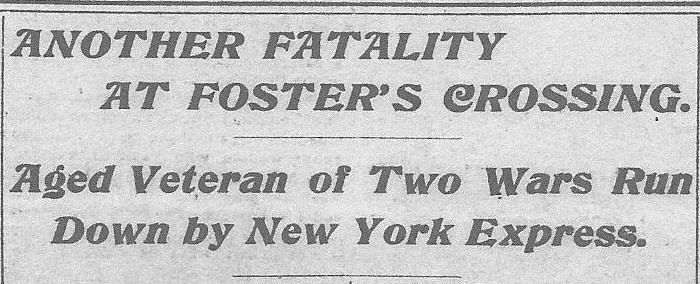 ANOTHER FATALITY
AT FOSTER'S CROSSING.
Aged Veteran of Two Wars Run
Down by New York Express.